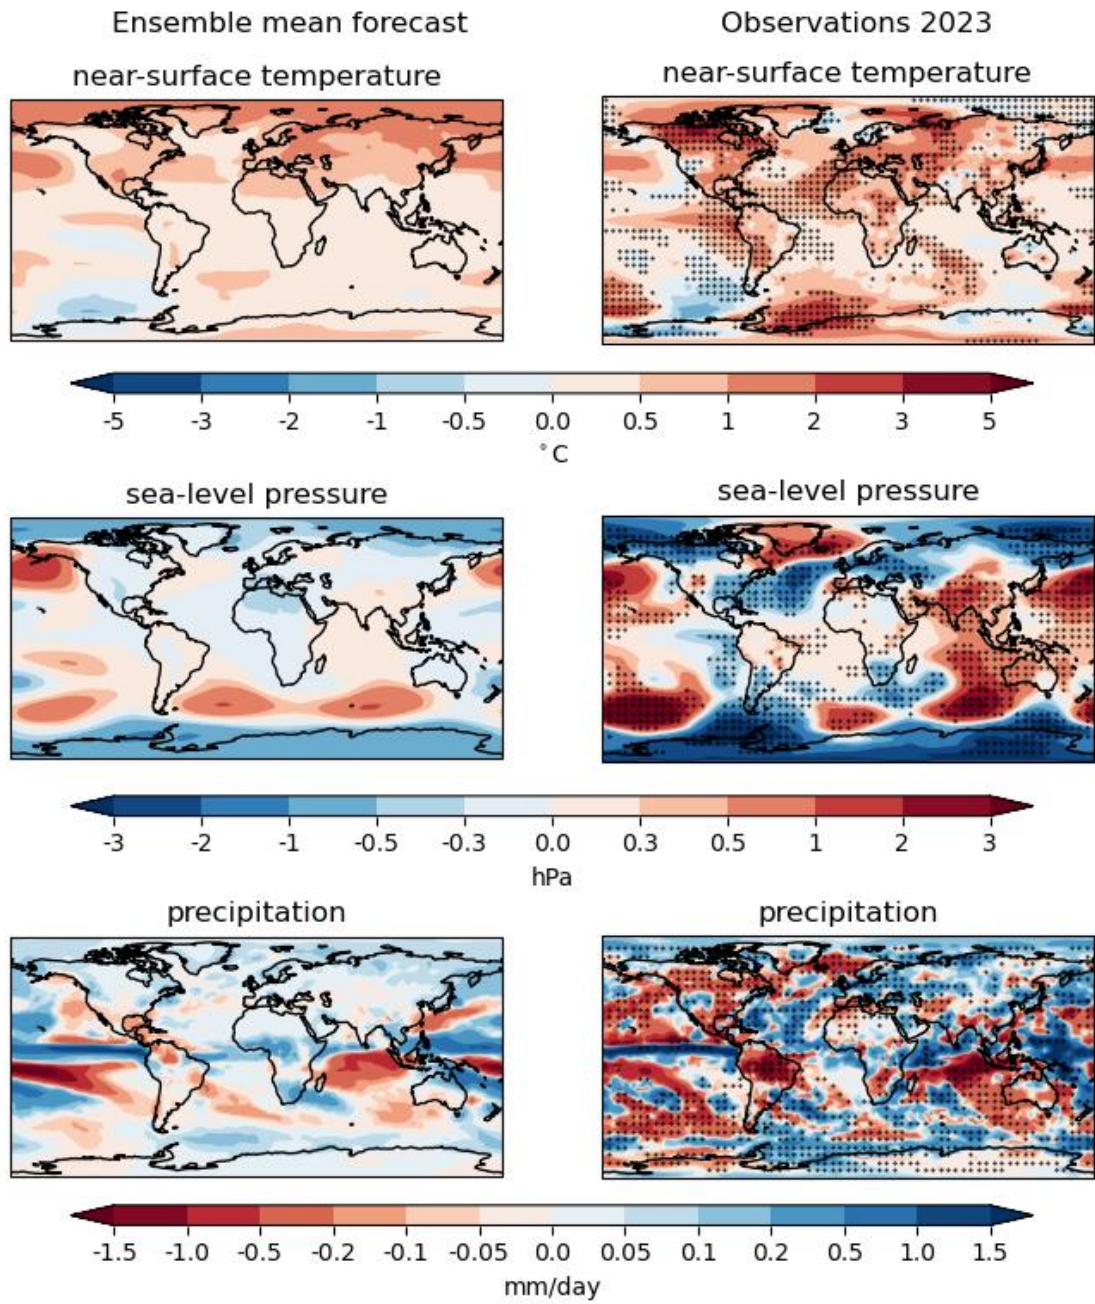 Ensemble mean forecast Observations 2023
near-surface temperature near-surface temperature
-5 -3 -2 -1 -0.5 0.0 0.5 1 2 3 5
°C
sea-level pressure sea-level pressure
-3 -2 -1 -0.5 -0.3 0.0 0.3 0.5 1 2 3
hPa
precipitation precipitation
-1.5 -1.0 -0.5 -0.2 -0.1 -0.05 0.0 0.05 0.1 0.2 0.5 1.0 1.5
mm/day